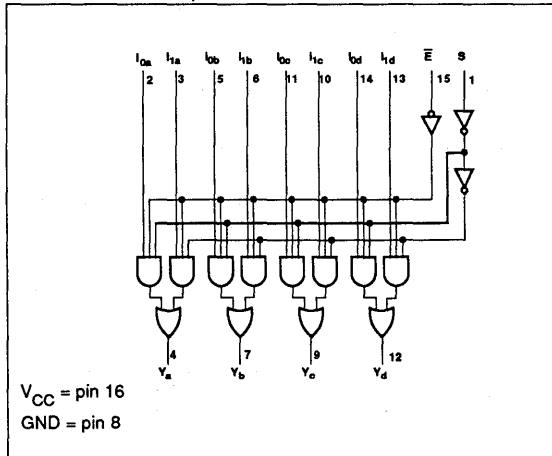 I0a I1a I0b I1b I0c I1c I0d I1d E̅ S
2 3 5 6 11 10 14 13 15 1
4 7 9 12
Ya Yb Yc Yd
VCC = pin 16
GND = pin 8